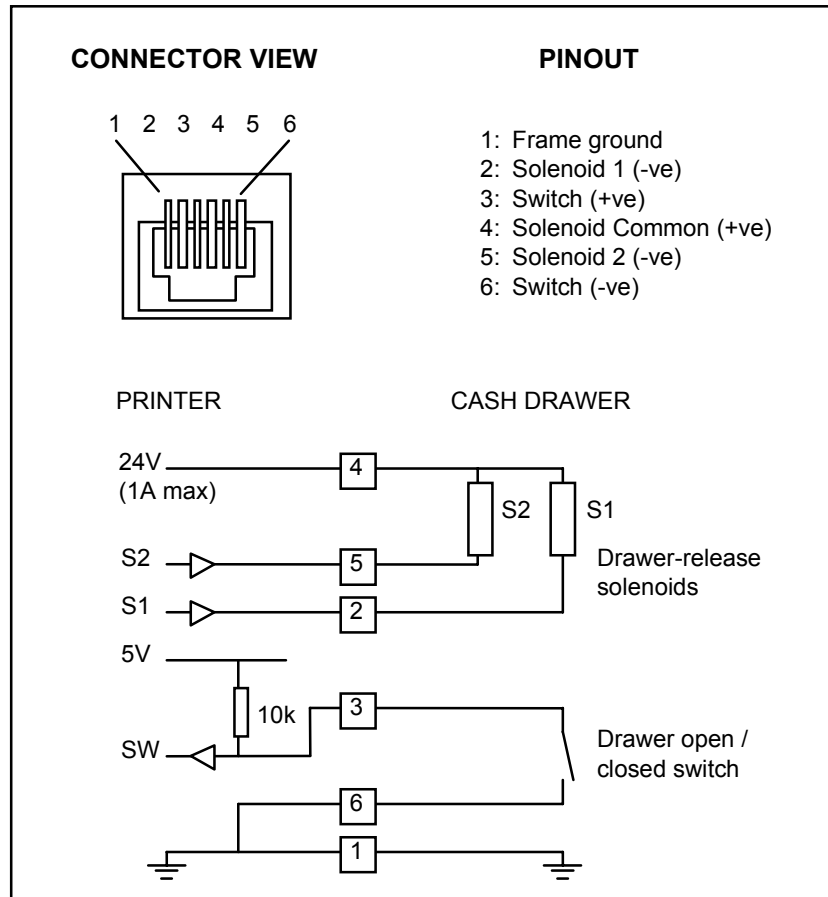 CONNECTOR VIEW
PINOUT
1 2 3 4 5 6
1: Frame ground
2: Solenoid 1 (-ve)
3: Switch (+ve)
4: Solenoid Common (+ve)
5: Solenoid 2 (-ve)
6: Switch (-ve)
PRINTER
CASH DRAWER
24V
(1A max)
4
S2
S1
S2
5
Drawer-release
solenoids
S1
2
5V
10k
3
SW
Drawer open /
closed switch
6
1